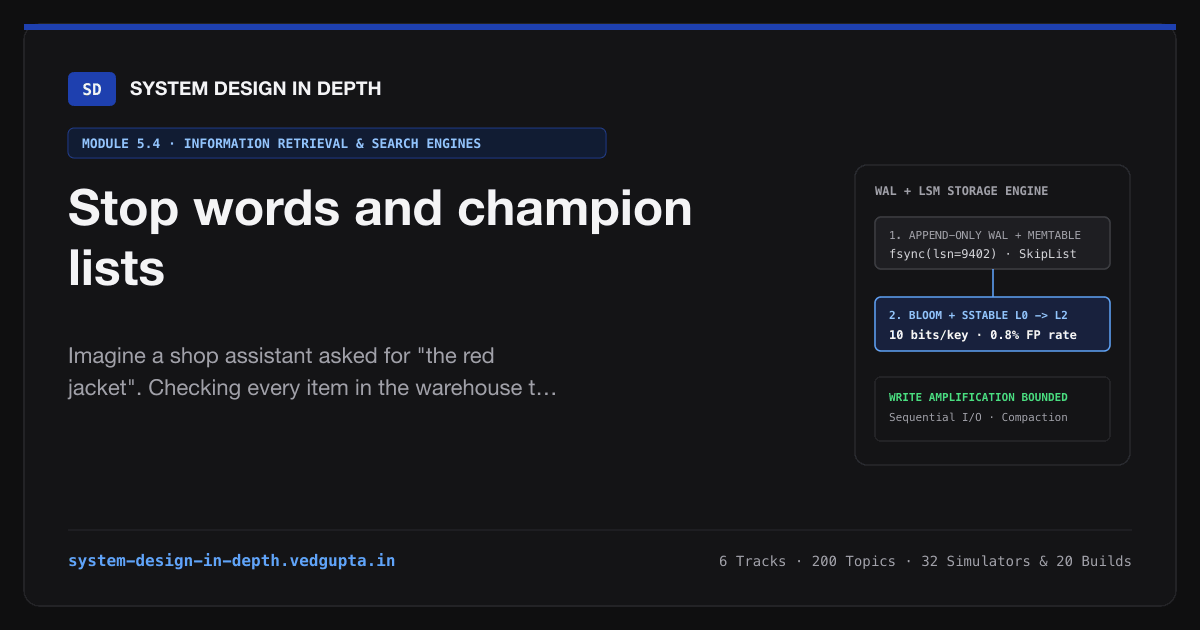 SD SYSTEM DESIGN IN DEPTH
MODULE 5.4 · INFORMATION RETRIEVAL & SEARCH ENGINES
Stop words and champion
lists
Imagine a shop assistant asked for "the red
jacket". Checking every item in the warehouse t…
WAL + LSM STORAGE ENGINE
1. APPEND-ONLY WAL + MEMTABLE
fsync(lsn=9402) · SkipList
2. BLOOM + SSTABLE L0 -> L2
10 bits/key · 0.8% FP rate
WRITE AMPLIFICATION BOUNDED
Sequential I/O · Compaction
system-design-in-depth.vedgupta.in
6 Tracks · 200 Topics · 32 Simulators & 20 Builds